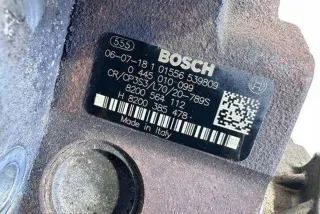 555
BOSCH
06-07-18 1 01556 539809
0 445 010 099
CR/CP3S3/L70/20-789S
8200 564 112
H 8200 385 478
Made in Italy